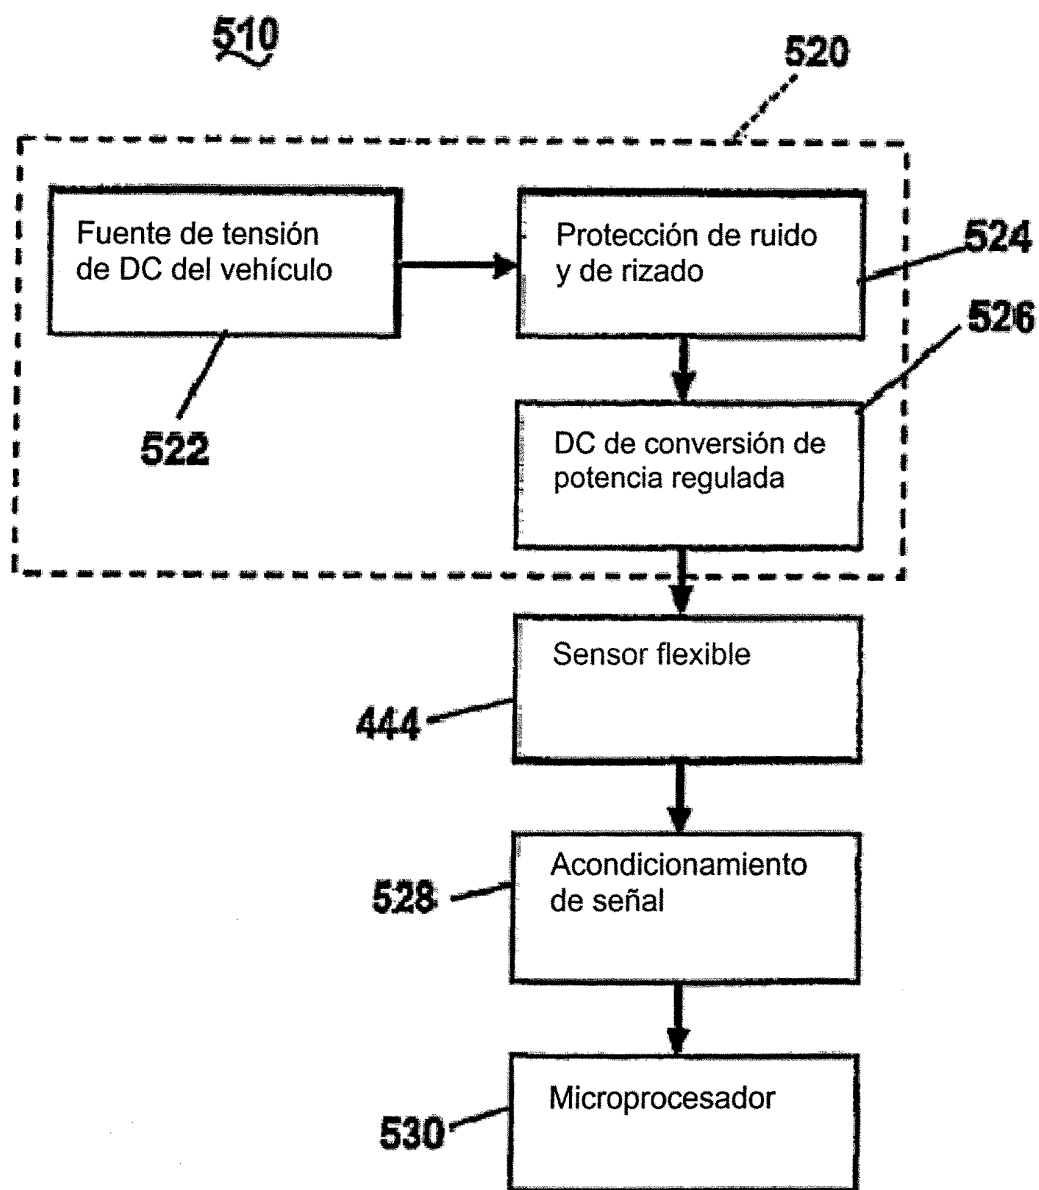 510
520
Fuente de tensión
de DC del vehículo
Protección de ruido
y de rizado
524
526
522
DC de conversión de
potencia regulada
Sensor flexible
444
Acondicionamiento
de señal
528
Microprocesador
530